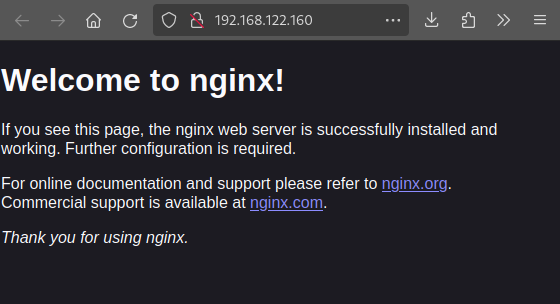 192.168.122.160
Welcome to nginx!
If you see this page, the nginx web server is successfully installed and
working. Further configuration is required.
For online documentation and support please refer to nginx.org.
Commercial support is available at nginx.com.
Thank you for using nginx.